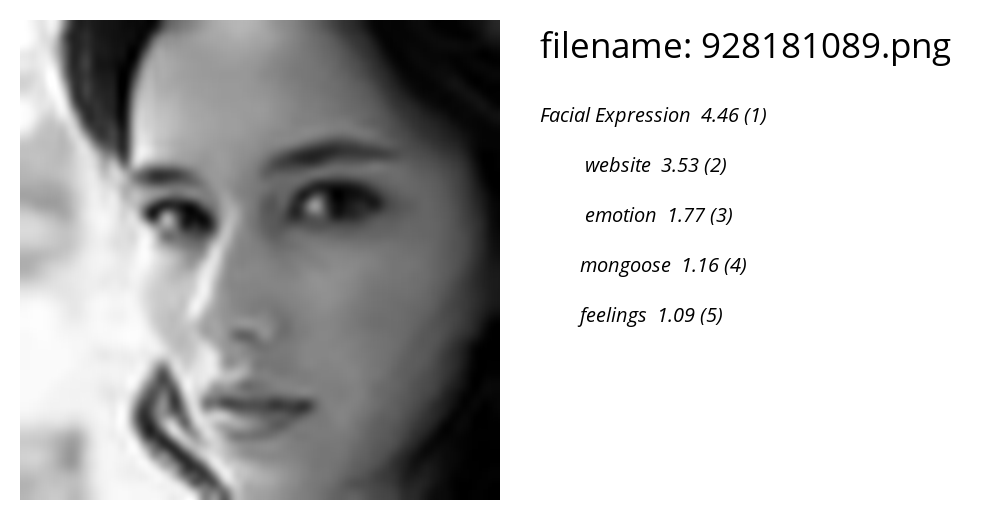 filename: 928181089.png
Facial Expression 4.46 (1)
website 3.53 (2)
emotion 1.77 (3)
mongoose 1.16 (4)
feelings 1.09 (5)